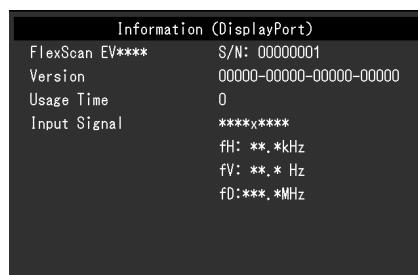 Information (DisplayPort)
FlexScan EV**** S/N: 00000001
Version 00000-00000-00000-00000
Usage Time 0
Input Signal ****x****
fH: **.*kHz
fV: **.* Hz
fD:***.*MHz